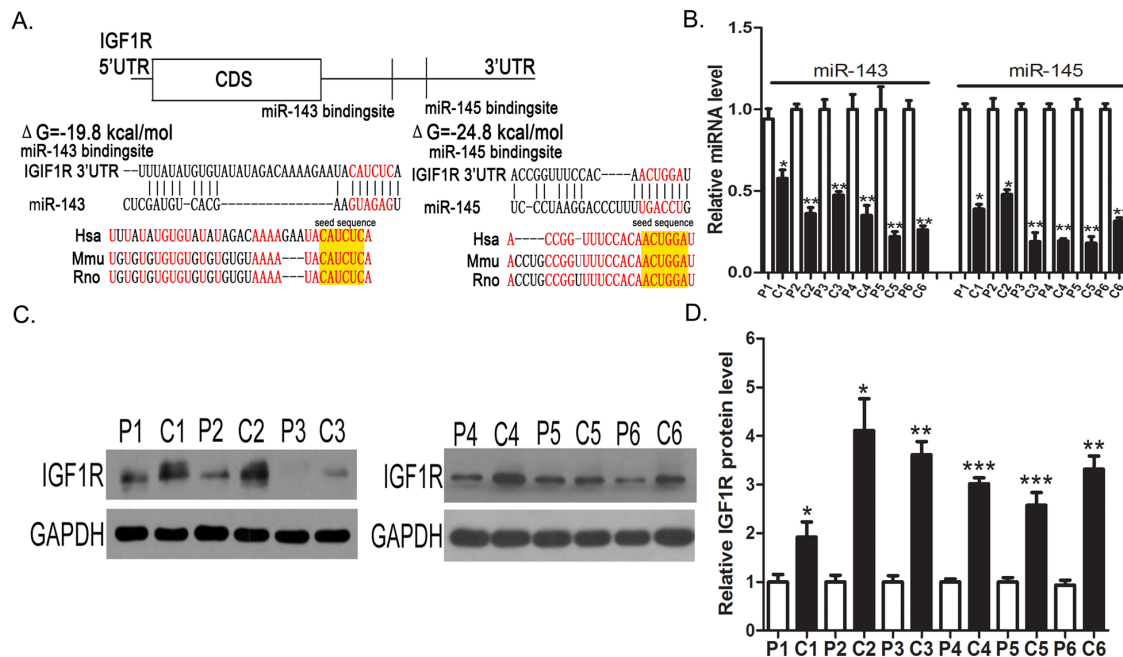 A.
IGF1R
5'UTR
CDS
3'UTR
miR-143 bindingsite
miR-145 bindingsite
Δ G=-19.8 kcal/mol
miR-143 bindingsite
IGIF1R 3'UTR --UUUAUAUGUGUAUAUAGACAAAAGAAUACAUCUCA
miR-143 CUCGAUGU-CACG----------------AAGUAGAGU
seed sequence
Hsa UUUAUAUGUGUAUAUAGACAAAAGAAUACAUCUCA
Mmu UGUGUGUGUGUGUGUGUAAAA---UACAUCUCA
Rno UGUGUGUGUGUGUGUGUAAAA---UACAUCUCA
Δ G=-24.8 kcal/mol
miR-145 bindingsite
IGIF1R 3'UTR ACCGGUUUCCAC---AACUGGAU
miR-145 UC-CCUAAGGACCCUUUUGACCUG
seed sequence
Hsa A----CCGG-UUUCCACAACUGGAU
Mmu ACCUGCCGGUUUUCCACAACUGGAU
Rno ACCUGCCGGUUUUCCACAACUGGAU
B.
Relative miRNA level
1.5
1.0
0.5
0.0
miR-143
miR-145
* ** ** ** ** **
* * ** ** ** **
P1 C1 P2 C2 P3 C3 P4 C4 P5 C5 P6 C6
P1 C1 P2 C2 P3 C3 P4 C4 P5 C5 P6 C6
C.
P1 C1 P2 C2 P3 C3
IGF1R
GAPDH
P4 C4 P5 C5 P6 C6
IGF1R
GAPDH
D.
Relative IGF1R protein level
6
5
4
3
2
1
0
* * ** *** *** **
P1 C1 P2 C2 P3 C3 P4 C4 P5 C5 P6 C6